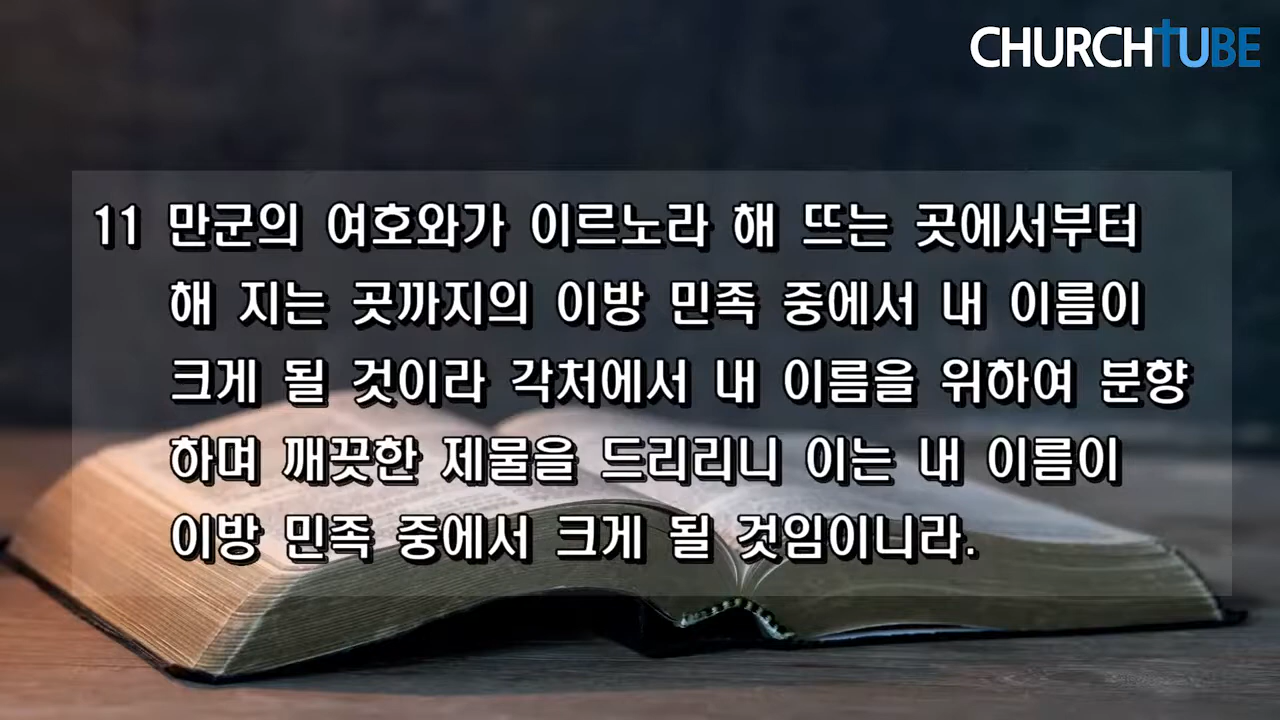 CHURCHTUBE
11 만군의 여호와가 이르노라 해 뜨는 곳에서부터
해 지는 곳까지의 이방 민족 중에서 내 이름이
크게 될 것이라 각처에서 내 이름을 위하여 분향
하며 깨끗한 제물을 드리리니 이는 내 이름이
이방 민족 중에서 크게 될 것임이니라.